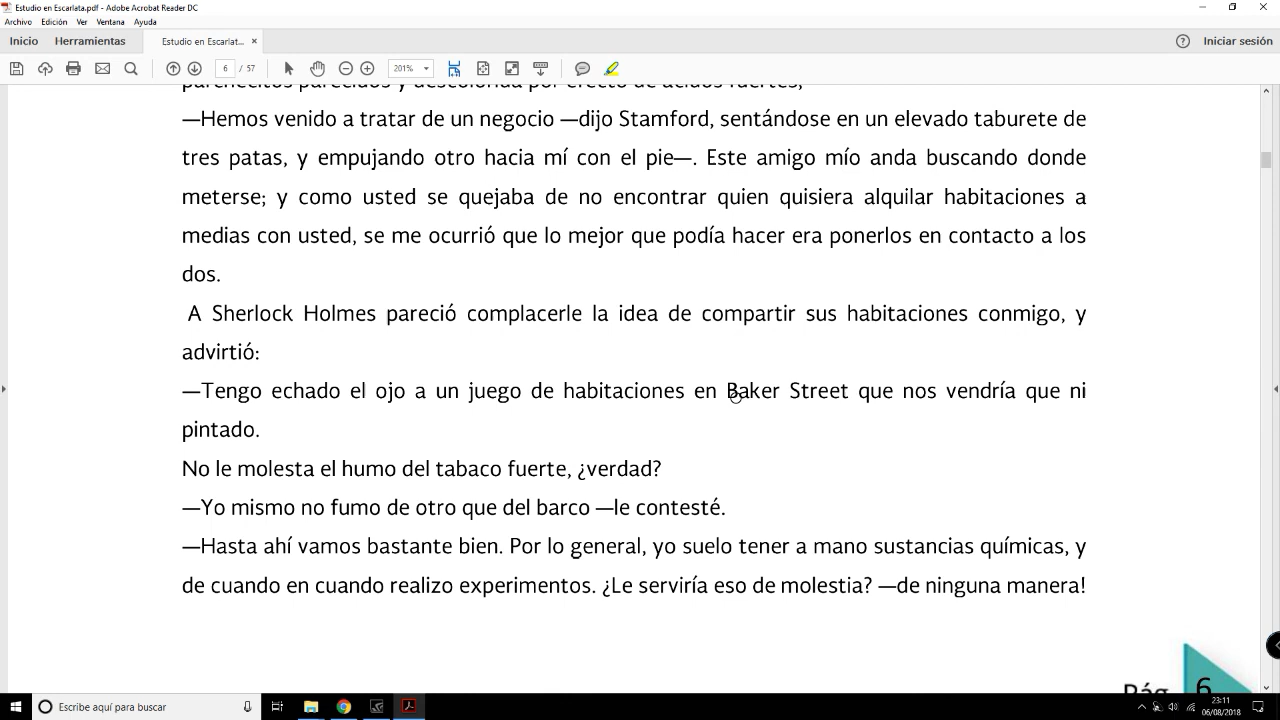 Estudio en Escarlata.pdf - Adobe Acrobat Reader DC
Archivo Edición Ver Ventana Ayuda
Inicio Herramientas Estudio en Escarlat... × Iniciar sesión
6 / 57 201%
parchecitos parecidos y descolorida por efecto de ácidos fuertes,
—Hemos venido a tratar de un negocio —dijo Stamford, sentándose en un elevado taburete de
tres patas, y empujando otro hacia mí con el pie—. Este amigo mío anda buscando donde
meterse; y como usted se quejaba de no encontrar quien quisiera alquilar habitaciones a
medias con usted, se me ocurrió que lo mejor que podía hacer era ponerlos en contacto a los
dos.
A Sherlock Holmes pareció complacerle la idea de compartir sus habitaciones conmigo, y
advirtió:
—Tengo echado el ojo a un juego de habitaciones en Baker Street que nos vendría que ni
pintado.
No le molesta el humo del tabaco fuerte, ¿verdad?
—Yo mismo no fumo de otro que del barco —le contesté.
—Hasta ahí vamos bastante bien. Por lo general, yo suelo tener a mano sustancias químicas, y
de cuando en cuando realizo experimentos. ¿Le serviría eso de molestia? —de ninguna manera!
Pág 6
Escribe aquí para buscar
23:11
06/08/2018